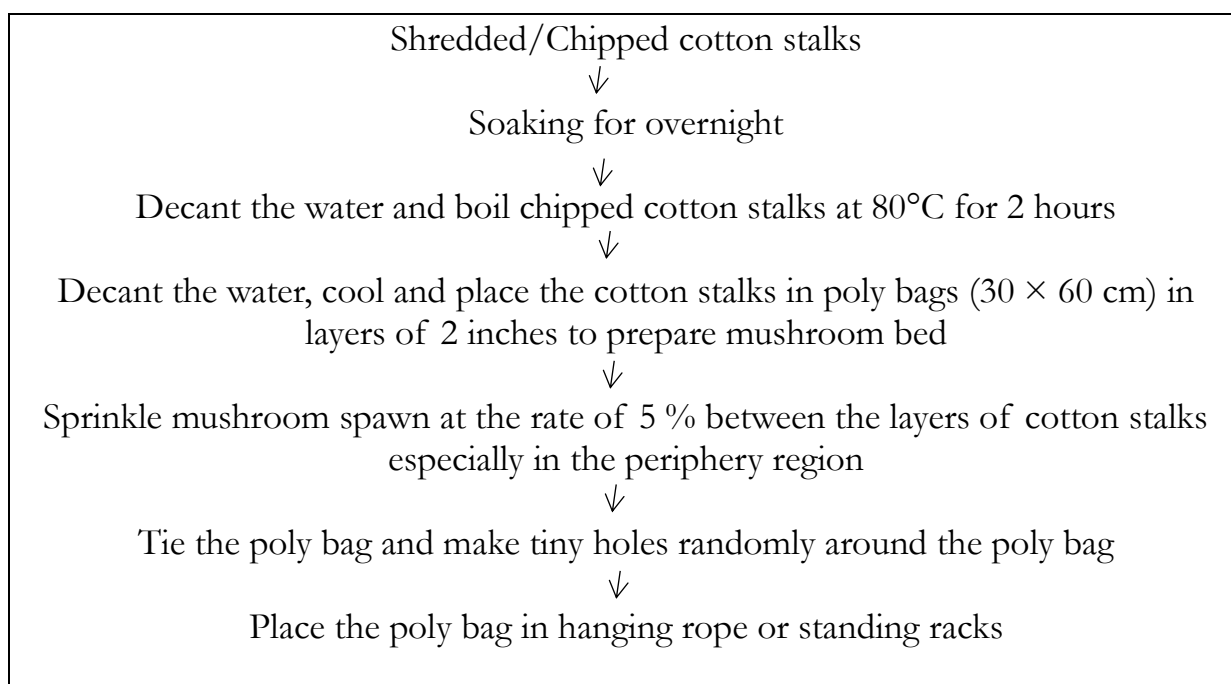 Shredded/Chipped cotton stalks
Soaking for overnight
Decant the water and boil chipped cotton stalks at 80°C for 2 hours
Decant the water, cool and place the cotton stalks in poly bags (30 × 60 cm) in
layers of 2 inches to prepare mushroom bed
Sprinkle mushroom spawn at the rate of 5 % between the layers of cotton stalks
especially in the periphery region
Tie the poly bag and make tiny holes randomly around the poly bag
Place the poly bag in hanging rope or standing racks